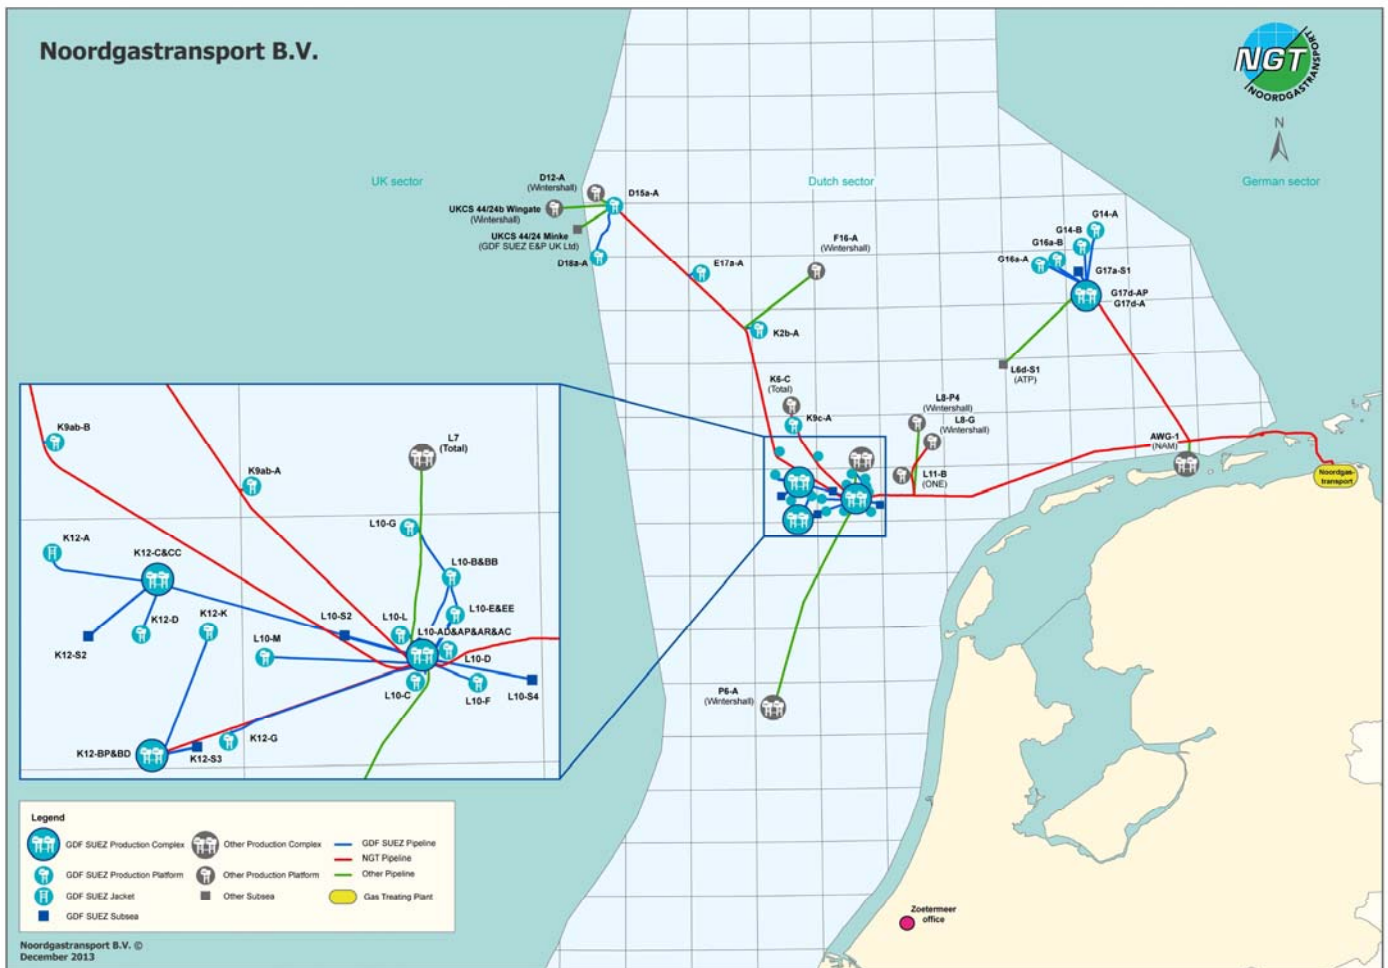 Noordgastransport B.V.
NGT
NOORDGASTRANSPORT
N
UK sector
Dutch sector
German sector
D12-A
(Wintershall)
D15a-A
UKCS 44/24b Wingate
(Wintershall)
UKCS 44/24 Minke
(GDF SUEZ E&P UK Ltd)
D18a-A
E17a-A
F16-A
(Wintershall)
K2b-A
G14-A
G14-B
G16a-B
G16a-A
G17a-S1
G17d-AP
G17d-A
L6d-S1
(ATP)
K6-C
(Total)
K9c-A
L8-P4
(Wintershall)
L8-G
(Wintershall)
L11-B
(ONE)
AWG-1
(NAM)
Noordgas-
transport
P6-A
(Wintershall)
Zoetermeer
office
K9ab-B
K9ab-A
L7
(Total)
L10-G
K12-A
K12-C&CC
L10-B&BB
L10-E&EE
L10-S2
L10-L
L10-AD&AP&AR&AC
K12-D
K12-K
K12-S2
L10-M
L10-D
L10-C
L10-F
L10-S4
K12-BP&BD
K12-S3
K12-G
Legend
GDF SUEZ Production Complex
Other Production Complex
GDF SUEZ Pipeline
NGT Pipeline
GDF SUEZ Production Platform
Other Production Platform
Other Pipeline
GDF SUEZ Jacket
Other Subsea
Gas Treating Plant
GDF SUEZ Subsea
Noordgastransport B.V. ©
December 2013